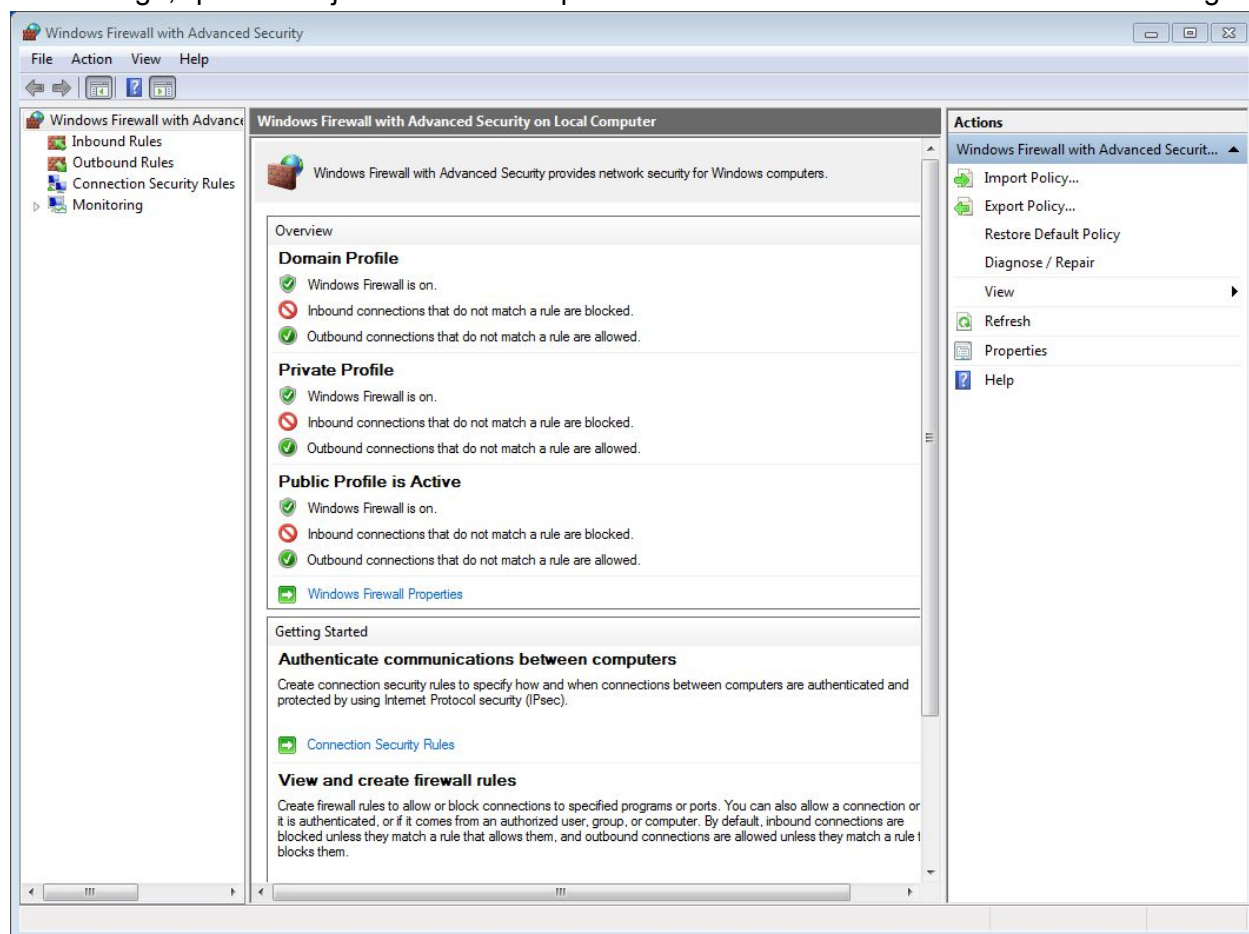 Windows Firewall with Advanced Security
File Action View Help
Windows Firewall with Advance
Inbound Rules
Outbound Rules
Connection Security Rules
Monitoring
Windows Firewall with Advanced Security on Local Computer
Windows Firewall with Advanced Security provides network security for Windows computers.
Overview
Domain Profile
Windows Firewall is on.
Inbound connections that do not match a rule are blocked.
Outbound connections that do not match a rule are allowed.
Private Profile
Windows Firewall is on.
Inbound connections that do not match a rule are blocked.
Outbound connections that do not match a rule are allowed.
Public Profile is Active
Windows Firewall is on.
Inbound connections that do not match a rule are blocked.
Outbound connections that do not match a rule are allowed.
Windows Firewall Properties
Getting Started
Authenticate communications between computers
Create connection security rules to specify how and when connections between computers are authenticated and
protected by using Internet Protocol security (IPsec).
Connection Security Rules
View and create firewall rules
Create firewall rules to allow or block connections to specified programs or ports. You can also allow a connection or
it is authenticated, or if it comes from an authorized user, group, or computer. By default, inbound connections are
blocked unless they match a rule that allows them, and outbound connections are allowed unless they match a rule t
blocks them.
Actions
Windows Firewall with Advanced Securit...
Import Policy...
Export Policy...
Restore Default Policy
Diagnose / Repair
View
Refresh
Properties
Help